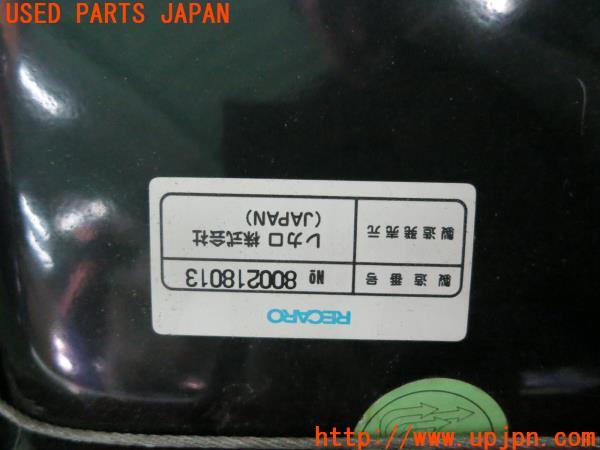 USED PARTS JAPAN
RECARO
製造番号 № 800218013
製造発売元 レカロ株式会社
(JAPAN)
http://www.upjpn.com